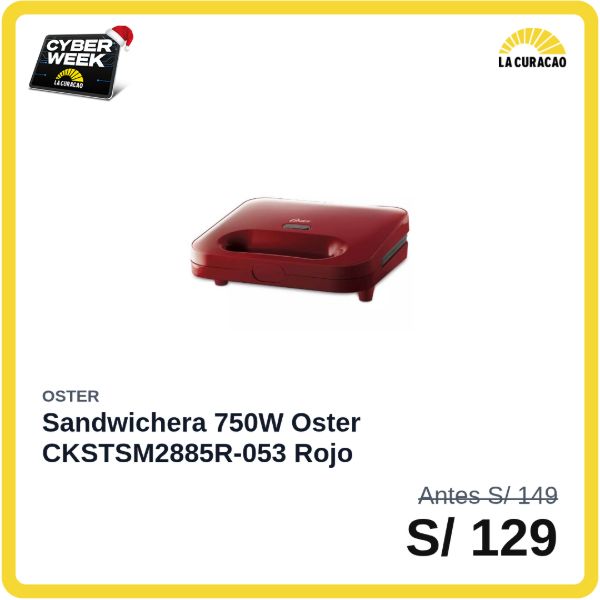 CYBER
WEEK
LA CURACAO
LA CURACAO
Oster
OSTER
Sandwichera 750W Oster
CKSTSM2885R-053 Rojo
Antes S/ 149
S/ 129